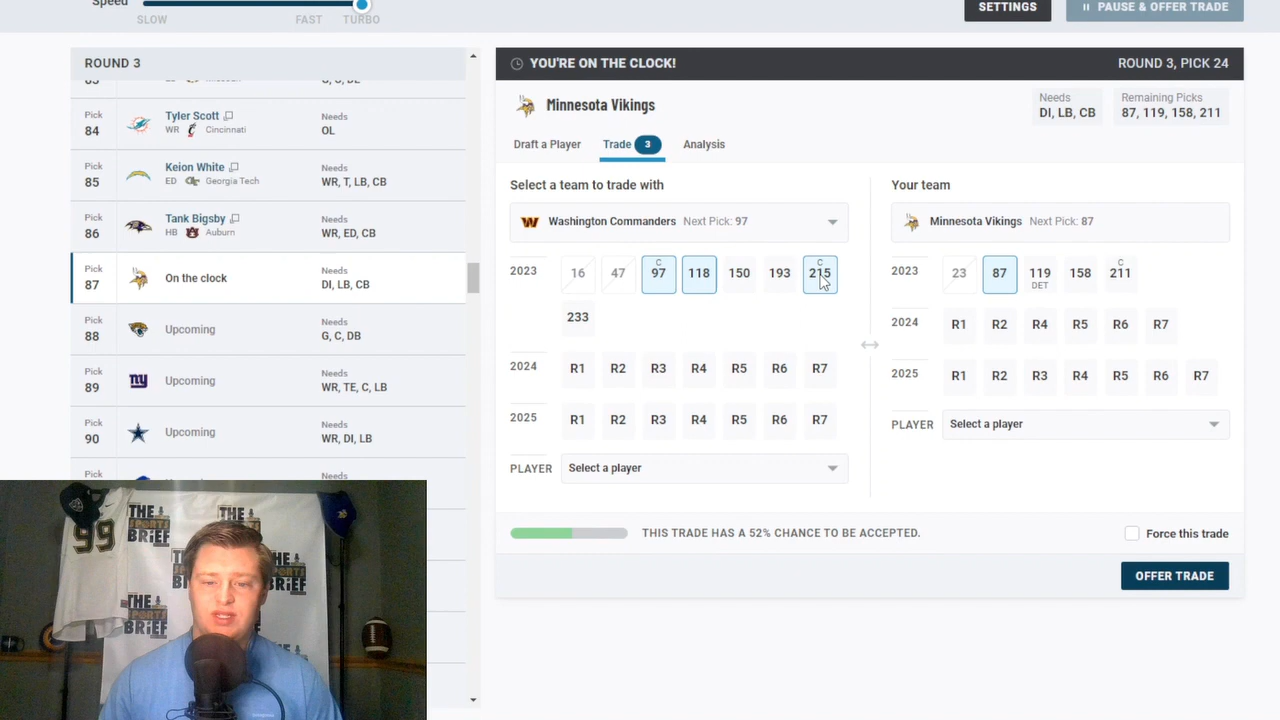 Speed
SLOW FAST TURBO
SETTINGS
PAUSE & OFFER TRADE
ROUND 3
Pick 84
Tyler Scott
WR Cincinnati
Needs
OL
Pick 85
Keion White
ED Georgia Tech
Needs
WR, T, LB, CB
Pick 86
Tank Bigsby
HB Auburn
Needs
WR, ED, CB
Pick 87
On the clock
Needs
DI, LB, CB
Pick 88
Upcoming
Needs
G, C, DB
Pick 89
Upcoming
Needs
WR, TE, C, LB
Pick 90
Upcoming
Needs
WR, DI, LB
Pick
Needs
YOU'RE ON THE CLOCK!
ROUND 3, PICK 24
Minnesota Vikings
Needs
DI, LB, CB
Remaining Picks
87, 119, 158, 211
Draft a Player Trade 3 Analysis
Select a team to trade with
Washington Commanders Next Pick: 97
2023 16 47 C 97 118 150 193 C 215
233
2024 R1 R2 R3 R4 R5 R6 R7
2025 R1 R2 R3 R4 R5 R6 R7
PLAYER Select a player
Your team
Minnesota Vikings Next Pick: 87
2023 23 87 119 DET 158 C 211
2024 R1 R2 R4 R5 R6 R7
2025 R1 R2 R3 R4 R5 R6 R7
PLAYER Select a player
THIS TRADE HAS A 52% CHANCE TO BE ACCEPTED.
Force this trade
OFFER TRADE
99
THE SPORTS BRIEF
THE
THE
BRIEF
THE
BRIEF